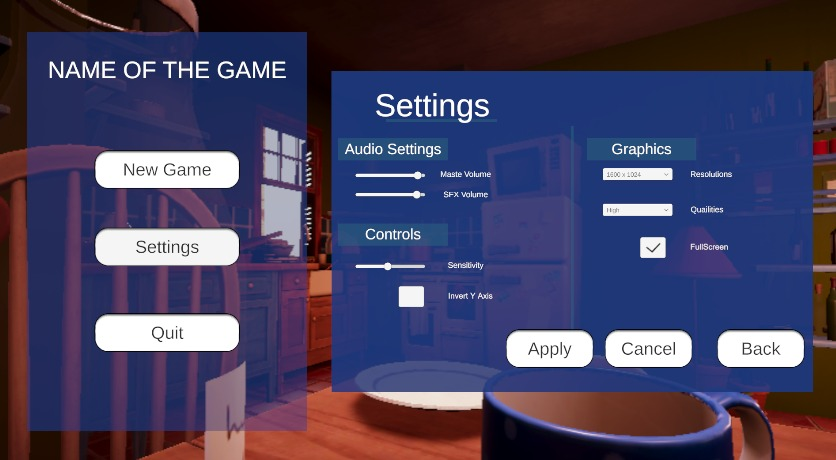 NAME OF THE GAME
New Game
Settings
Quit
Settings
Audio Settings
Maste Volume
SFX Volume
Controls
Sensitivity
Invert Y Axis
Graphics
1600 x 1024
Resolutions
High
Quailities
FullScreen
Apply
Cancel
Back